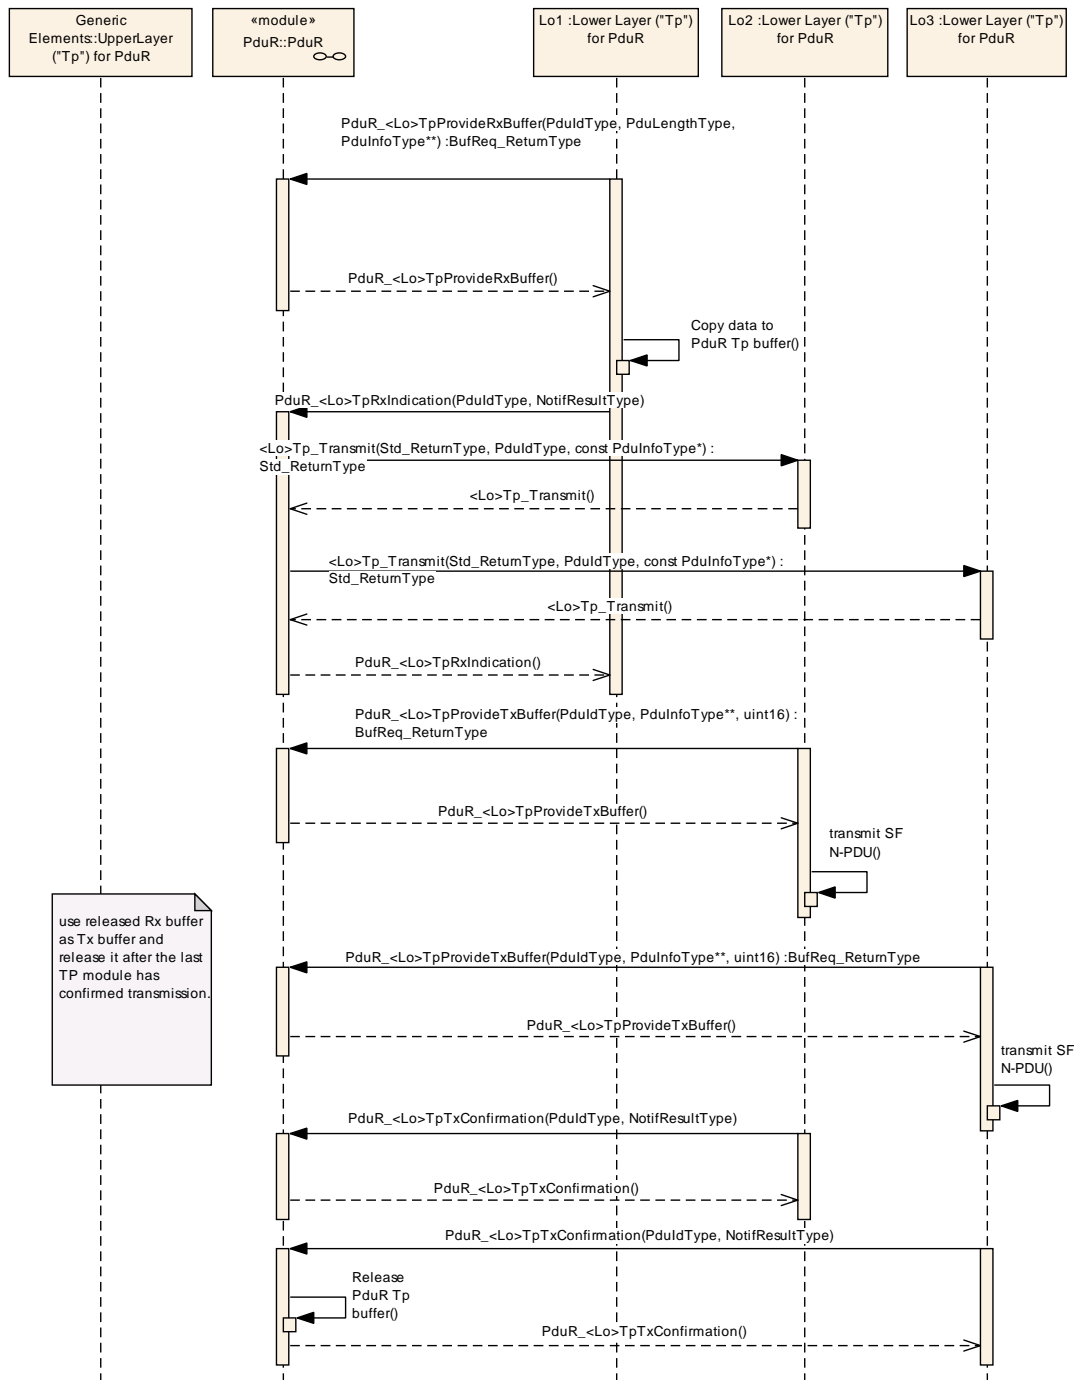 Generic
Elements::UpperLayer
("Tp") for PduR
«module»
PduR::PduR
Lo1 :Lower Layer ("Tp")
for PduR
Lo2 :Lower Layer ("Tp")
for PduR
Lo3 :Lower Layer ("Tp")
for PduR
PduR_<Lo>TpProvideRxBuffer(PduIdType, PduLengthType,
PduInfoType**) :BufReq_ReturnType
PduR_<Lo>TpProvideRxBuffer()
Copy data to
PduR Tp buffer()
PduR_<Lo>TpRxIndication(PduIdType, NotifResultType)
<Lo>Tp_Transmit(Std_ReturnType, PduIdType, const PduInfoType*) :
Std_ReturnType
<Lo>Tp_Transmit()
<Lo>Tp_Transmit(Std_ReturnType, PduIdType, const PduInfoType*) :
Std_ReturnType
<Lo>Tp_Transmit()
PduR_<Lo>TpRxIndication()
PduR_<Lo>TpProvideTxBuffer(PduIdType, PduInfoType**, uint16) :
BufReq_ReturnType
PduR_<Lo>TpProvideTxBuffer()
transmit SF
N-PDU()
use released Rx buffer
as Tx buffer and
release it after the last
TP module has
confirmed transmission.
PduR_<Lo>TpProvideTxBuffer(PduIdType, PduInfoType**, uint16) :BufReq_ReturnType
PduR_<Lo>TpProvideTxBuffer()
transmit SF
N-PDU()
PduR_<Lo>TpTxConfirmation(PduIdType, NotifResultType)
PduR_<Lo>TpTxConfirmation()
PduR_<Lo>TpTxConfirmation(PduIdType, NotifResultType)
Release
PduR Tp
buffer()
PduR_<Lo>TpTxConfirmation()